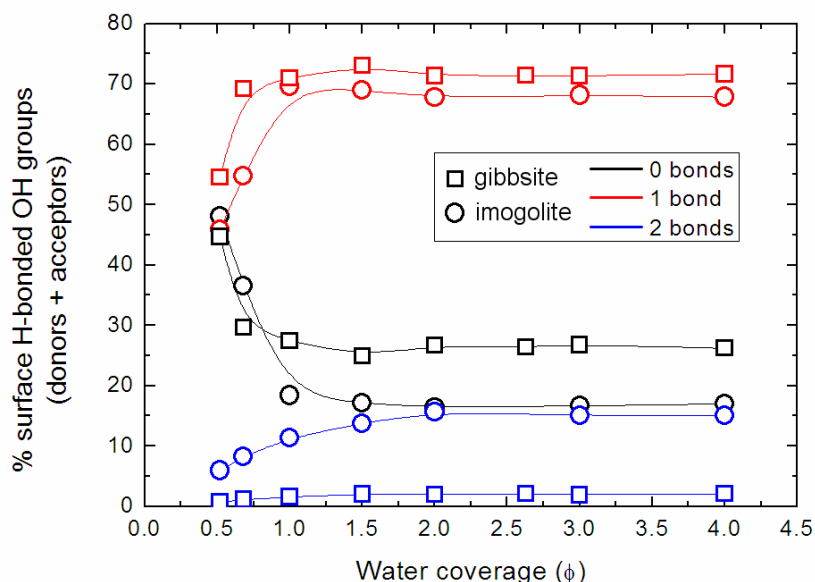 % surface H-bonded OH groups
(donors + acceptors)
80
70
60
50
40
30
20
10
0
gibbsite
imogolite
0 bonds
1 bond
2 bonds
0.0 0.5 1.0 1.5 2.0 2.5 3.0 3.5 4.0 4.5
Water coverage (ϕ)